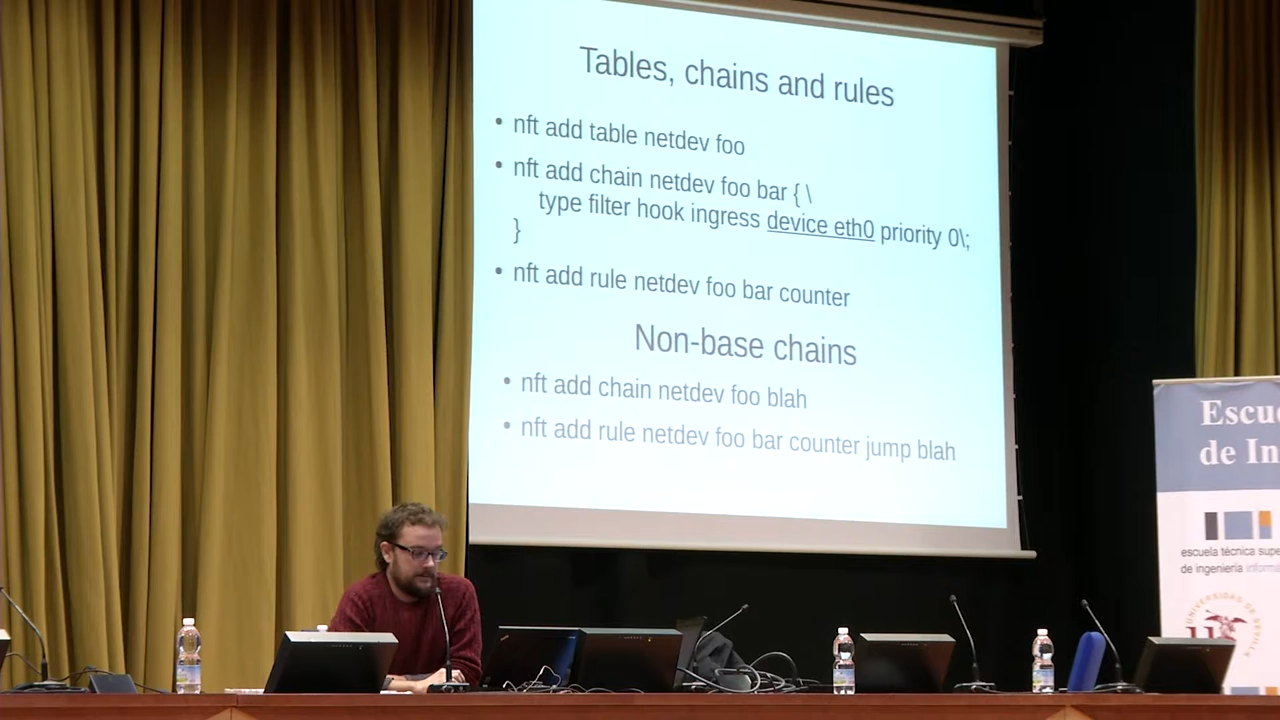 Tables, chains and rules
• nft add table netdev foo
• nft add chain netdev foo bar { \
type filter hook ingress device eth0 priority 0\;
}
• nft add rule netdev foo bar counter
Non-base chains
• nft add chain netdev foo blah
• nft add rule netdev foo bar counter jump blah
Escue
de In
escuela técnica supe
de ingeniería informá